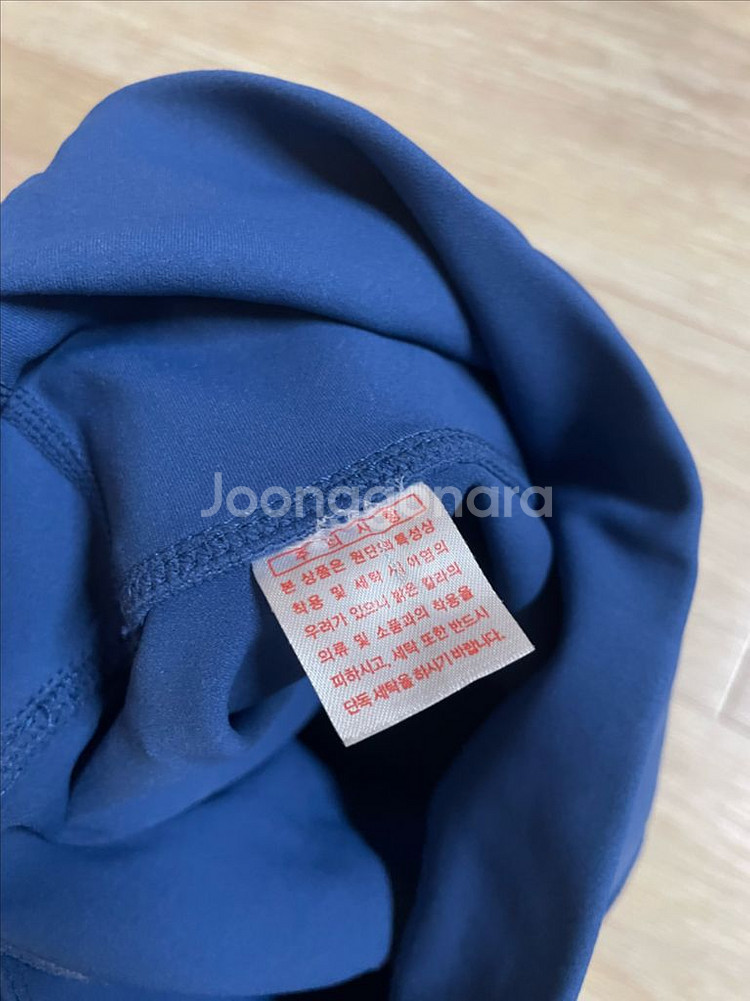 Joonggonara
주의사항
본 상품은 원단의 특성상
착용 및 세탁 시 이염의
우려가 있으니 밝은 컬러의
의류 및 소품과의 착용을
피하시고, 세탁 또한 반드시
단독 세탁을 하시기 바랍니다.